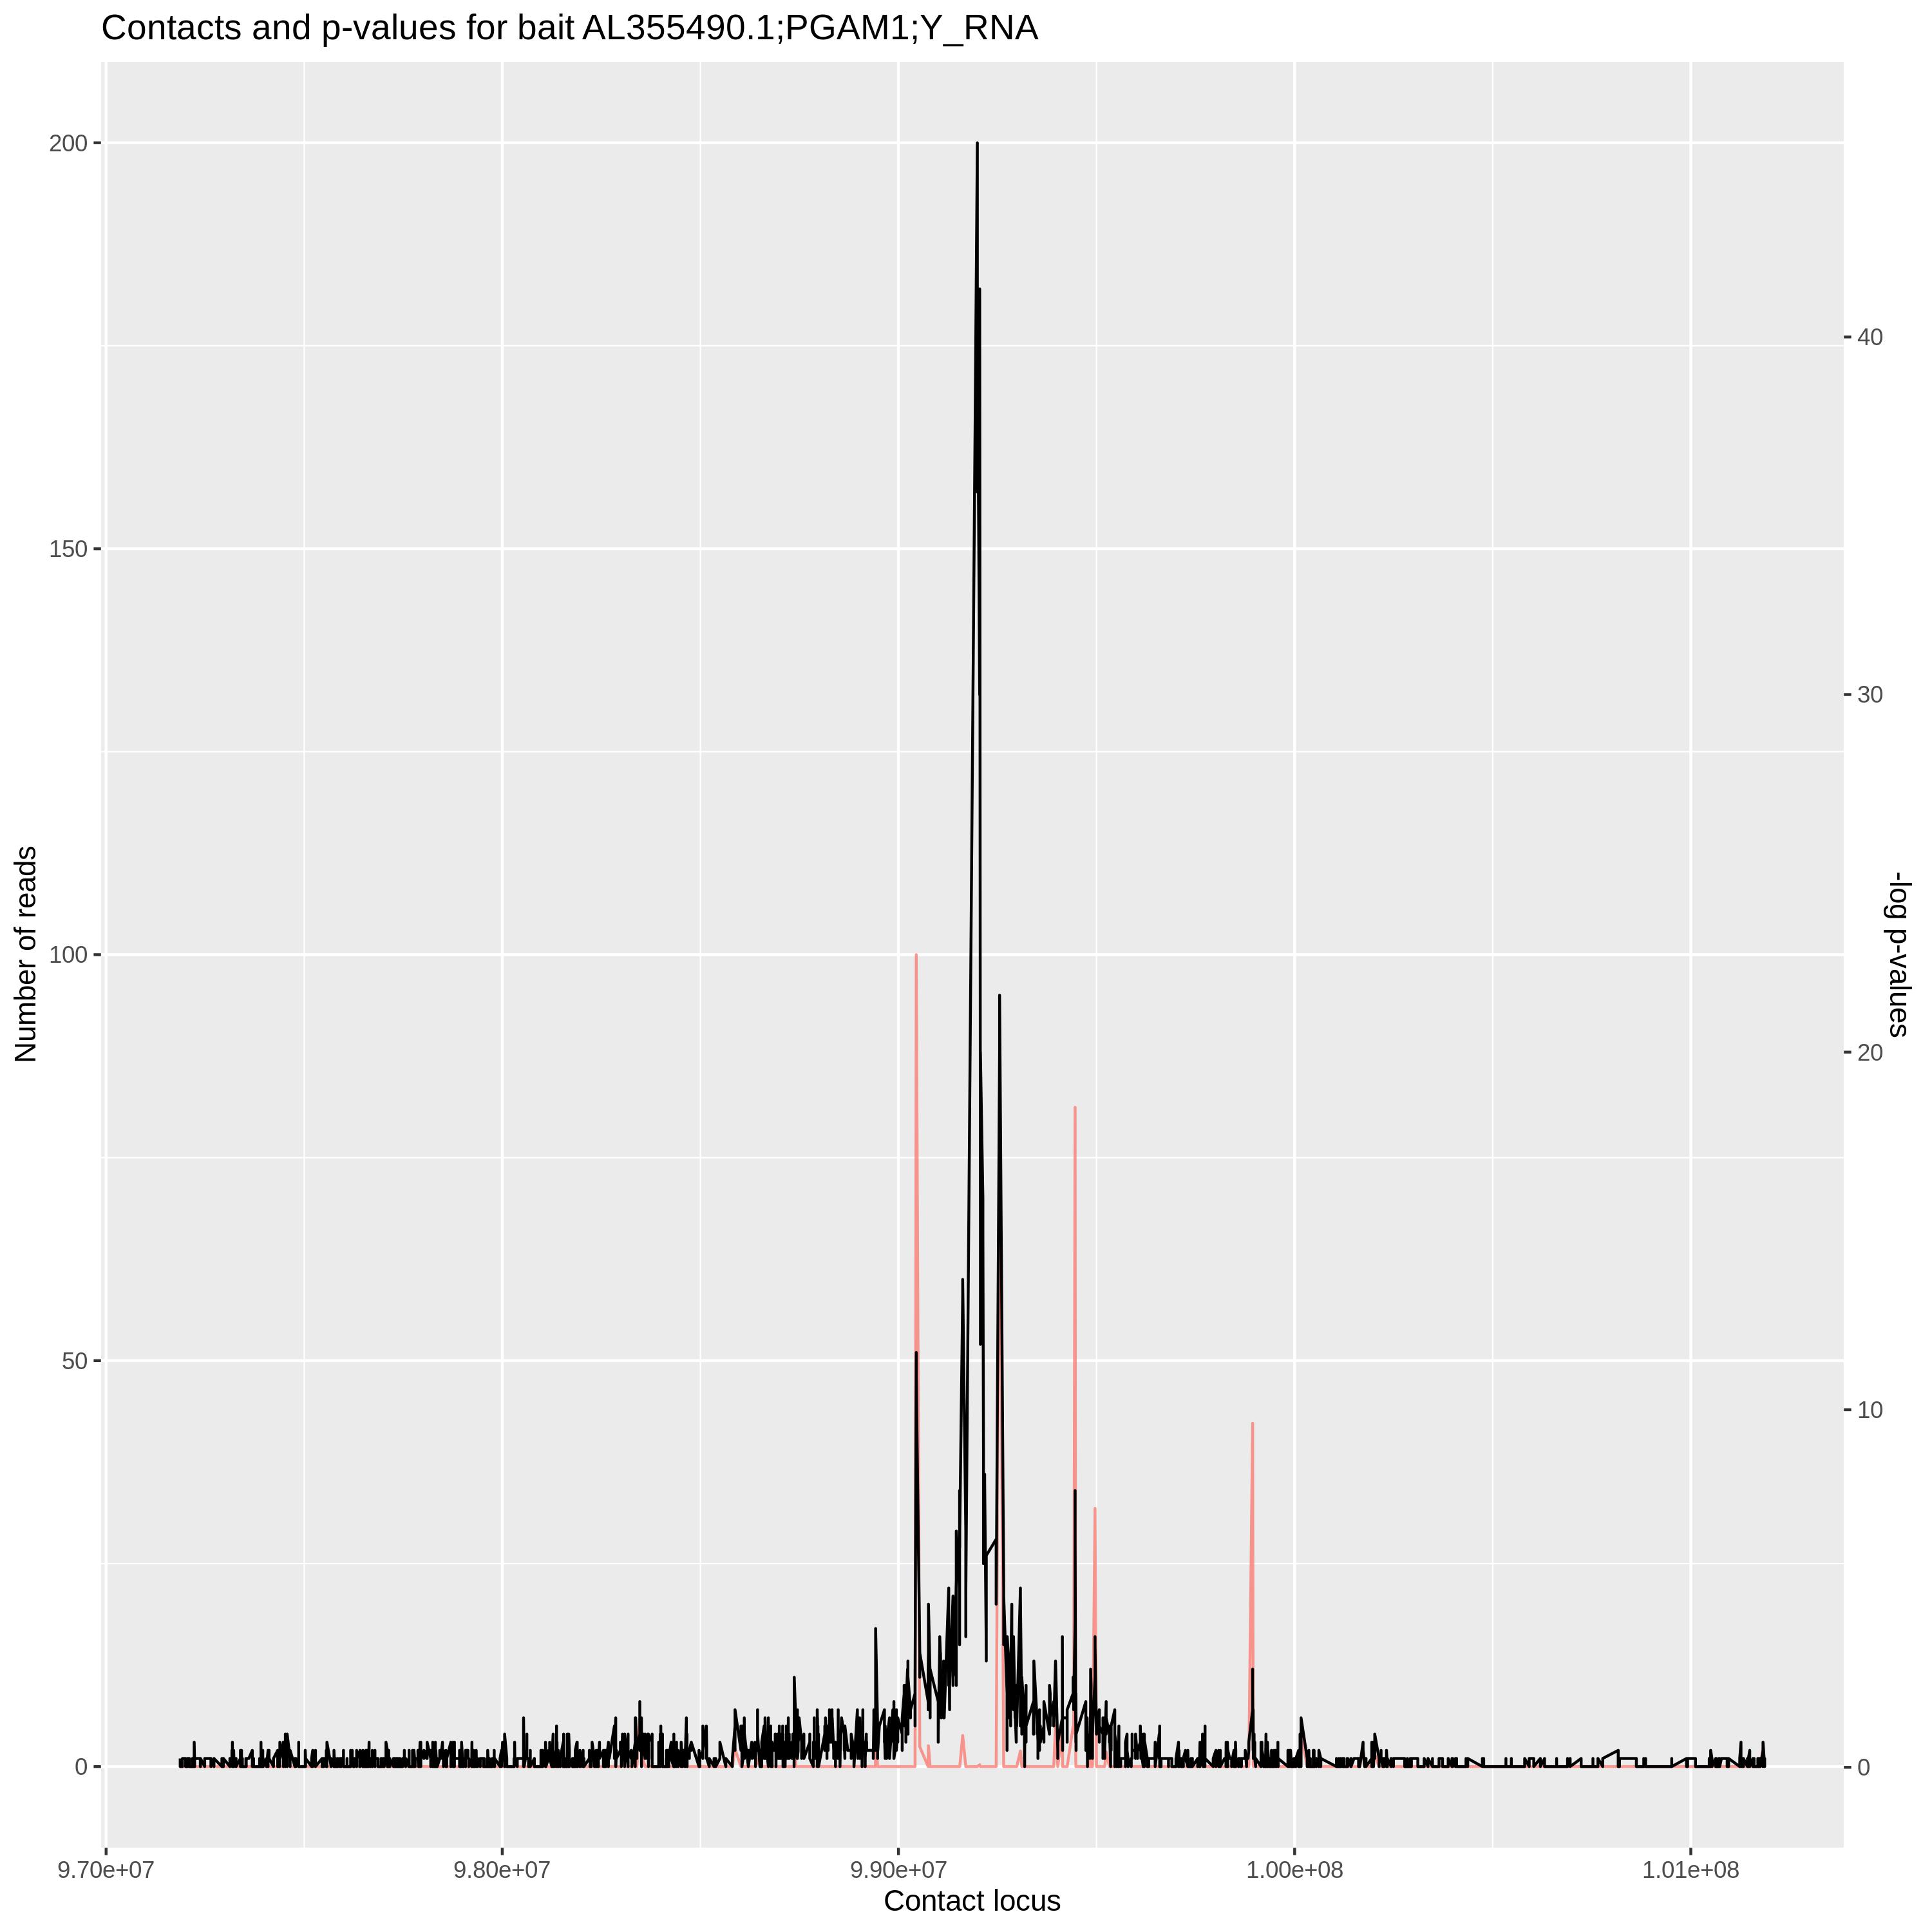 Contacts and p-values for bait AL355490.1;PGAM1;Y_RNA
200
150
100
50
0
Number of reads
40
30
20
10
0
-log p-values
9.70e+07
9.80e+07
9.90e+07
1.00e+08
1.01e+08
Contact locus